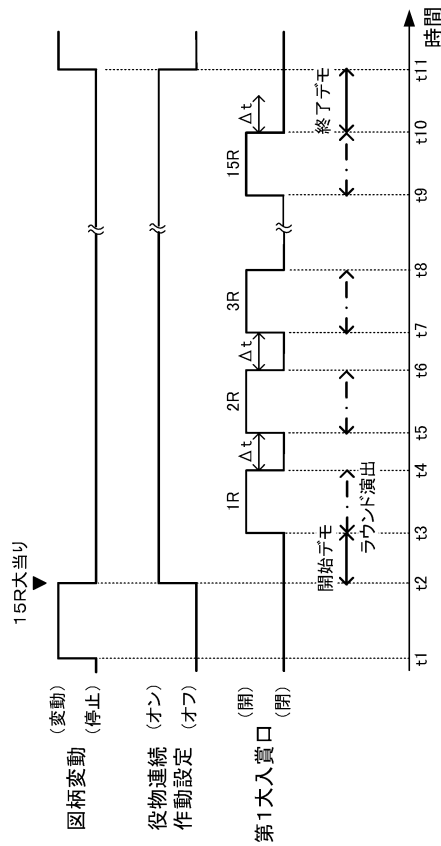 15R大当り
図柄変動
(変動)
(停止)
役物連続
作動設定
(オン)
(オフ)
第1大入賞口
(開)
(閉)
1R
Δt
2R
Δt
3R
15R
Δt
開始デモ
ラウンド演出
終了デモ
t1 t2 t3 t4 t5 t6 t7 t8 t9 t10 t11
時間